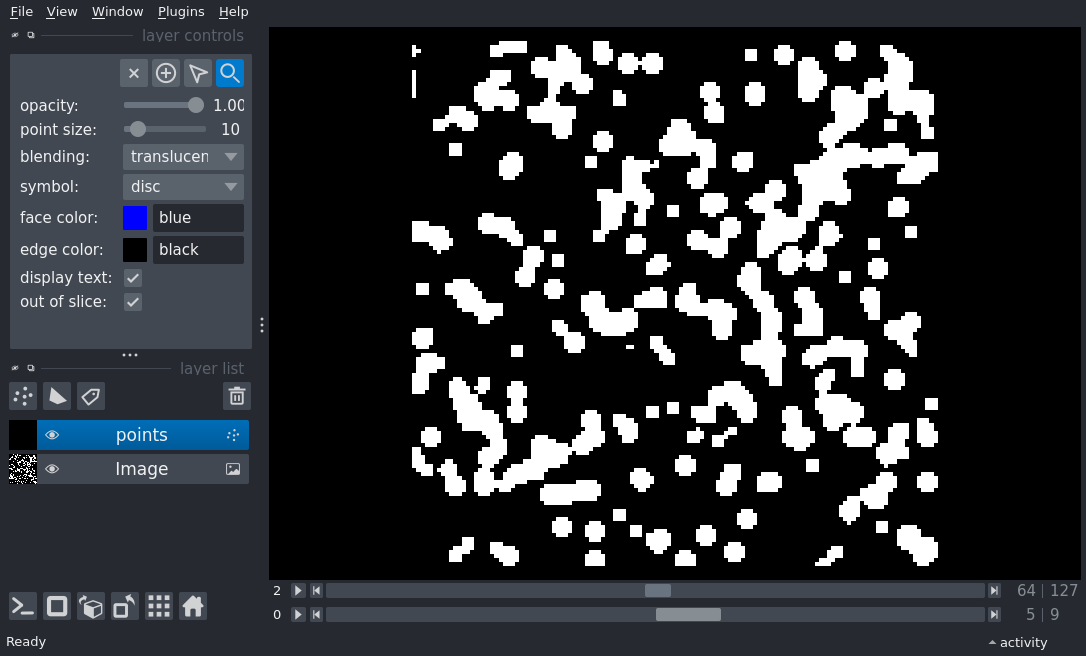 File View Window Plugins Help
layer controls
opacity: 1.00
point size: 10
blending: translucen
symbol: disc
face color: blue
edge color: black
display text:
out of slice:
layer list
points
Image
2 64 127
0 5 9
Ready activity